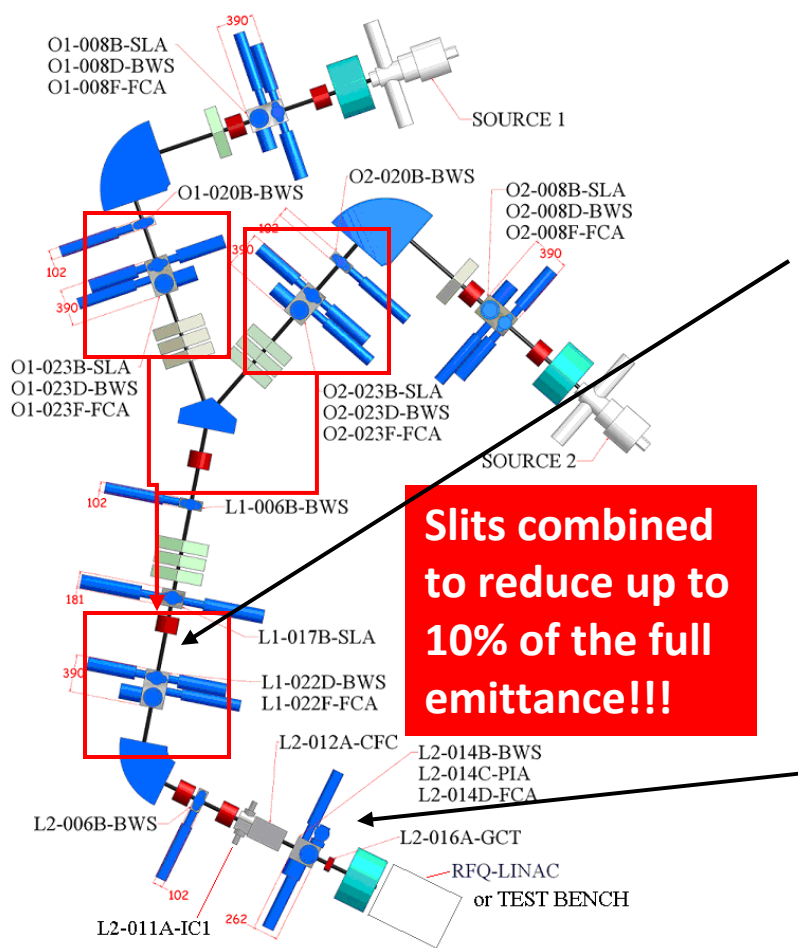 390
O1-008B-SLA
O1-008D-BWS
O1-008F-FCA
SOURCE 1
O1-020B-BWS
O2-020B-BWS
O2-008B-SLA
O2-008D-BWS
O2-008F-FCA
102
390
102
390
390
O1-023B-SLA
O1-023D-BWS
O1-023F-FCA
O2-023B-SLA
O2-023D-BWS
O2-023F-FCA
SOURCE 2
102
L1-006B-BWS
Slits combined
to reduce up to
10% of the full
emittance!!!
181
L1-017B-SLA
390
L1-022D-BWS
L1-022F-FCA
L2-012A-CFC
L2-014B-BWS
L2-014C-PIA
L2-014D-FCA
L2-006B-BWS
L2-016A-GCT
RFQ-LINAC
or TEST BENCH
102
262
L2-011A-IC1